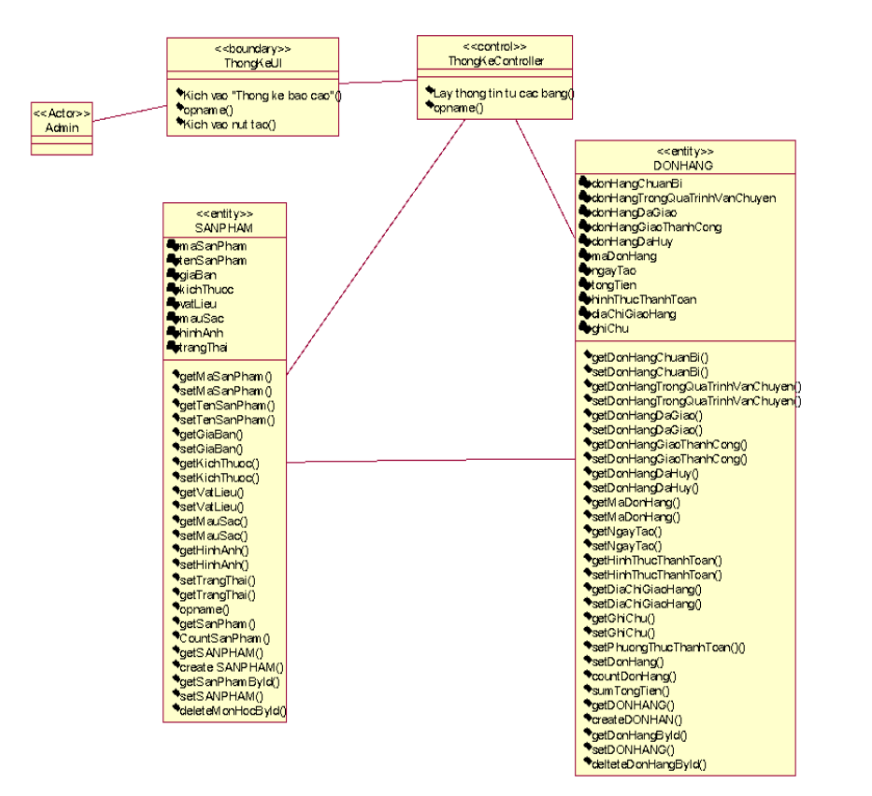 <<Actor>>
Admin
<<boundary>>
ThongKeUI
Kich vao "Thong ke bao cao"()
opname()
Kich vao nut tao()
<<control>>
ThongKeController
Lay thong tin tu cac bang()
opname()
<<entity>>
SANPHAM
maSanPham
tenSanPham
giaBan
kichThuoc
vatLieu
mauSac
hinhAnh
trangThai
getMaSanPham()
setMaSanPham()
getTenSanPham()
setTenSanPham()
getGiaBan()
setGiaBan()
getKichThuoc()
setKichThuoc()
getVatLieu()
setVatLieu()
getMauSac()
setMauSac()
getHinhAnh()
setHinhAnh()
setTrangThai()
getTrangThai()
opname()
getSanPham()
CountSanPham()
getSANPHAM()
create SANPHAM()
getSanPhamById()
setSANPHAM()
deleteMonHocById()
<<entity>>
DONHANG
donHangChuanBi
donHangTrongQuaTrinhVanChuyen
donHangDaGiao
donHangGiaoThanhCong
donHangDaHuy
maDonHang
ngayTao
tongTien
hinhThucThanhToan
diaChiGiaoHang
ghiChu
getDonHangChuanBi()
setDonHangChuanBi()
getDonHangTrongQuaTrinhVanChuyen()
setDonHangTrongQuaTrinhVanChuyen()
getDonHangDaGiao()
setDonHangDaGiao()
getDonHangGiaoThanhCong()
setDonHangGiaoThanhCong()
getDonHangDaHuy()
setDonHangDaHuy()
getMaDonHang()
setMaDonHang()
getNgayTao()
setNgayTao()
getHinhThucThanhToan()
setHinhThucThanhToan()
getDiaChiGiaoHang()
setDiaChiGiaoHang()
getGhiChu()
setGhiChu()
setPhuongThucThanhToan()()
setDonHang()
countDonHang()
sumTongTien()
getDONHANG()
createDONHAN()
getDonHangById()
setDONHANG()
delteteDonHangById()